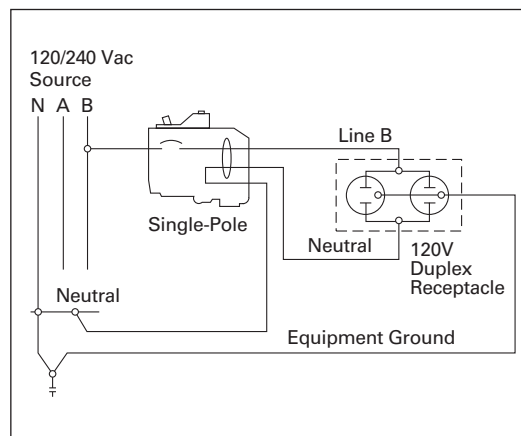 120/240 Vac
Source
N A B
Line B
Single-Pole
Neutral
120V
Duplex
Receptacle
Neutral
Equipment Ground